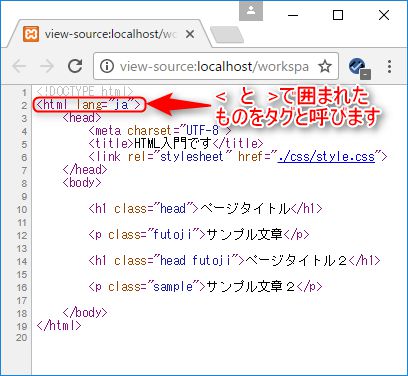 view-source:localhost/wor
view-source:localhost/workspa
< と >で囲まれた
ものをタグと呼びます
1 <!DOCTYPE html>
2 <html lang="ja">
3 <head>
4 <meta charset="UTF-8">
5 <title>HTML入門です</title>
6 <link rel="stylesheet" href="./css/style.css">
7 </head>
8 <body>
9
10 <h1 class="head">ページタイトル</h1>
11
12 <p class="futoji">サンプル文章</p>
13
14 <h1 class="head futoji">ページタイトル２</h1>
15
16 <p class="sample">サンプル文章２</p>
17
18 </body>
19 </html>
20